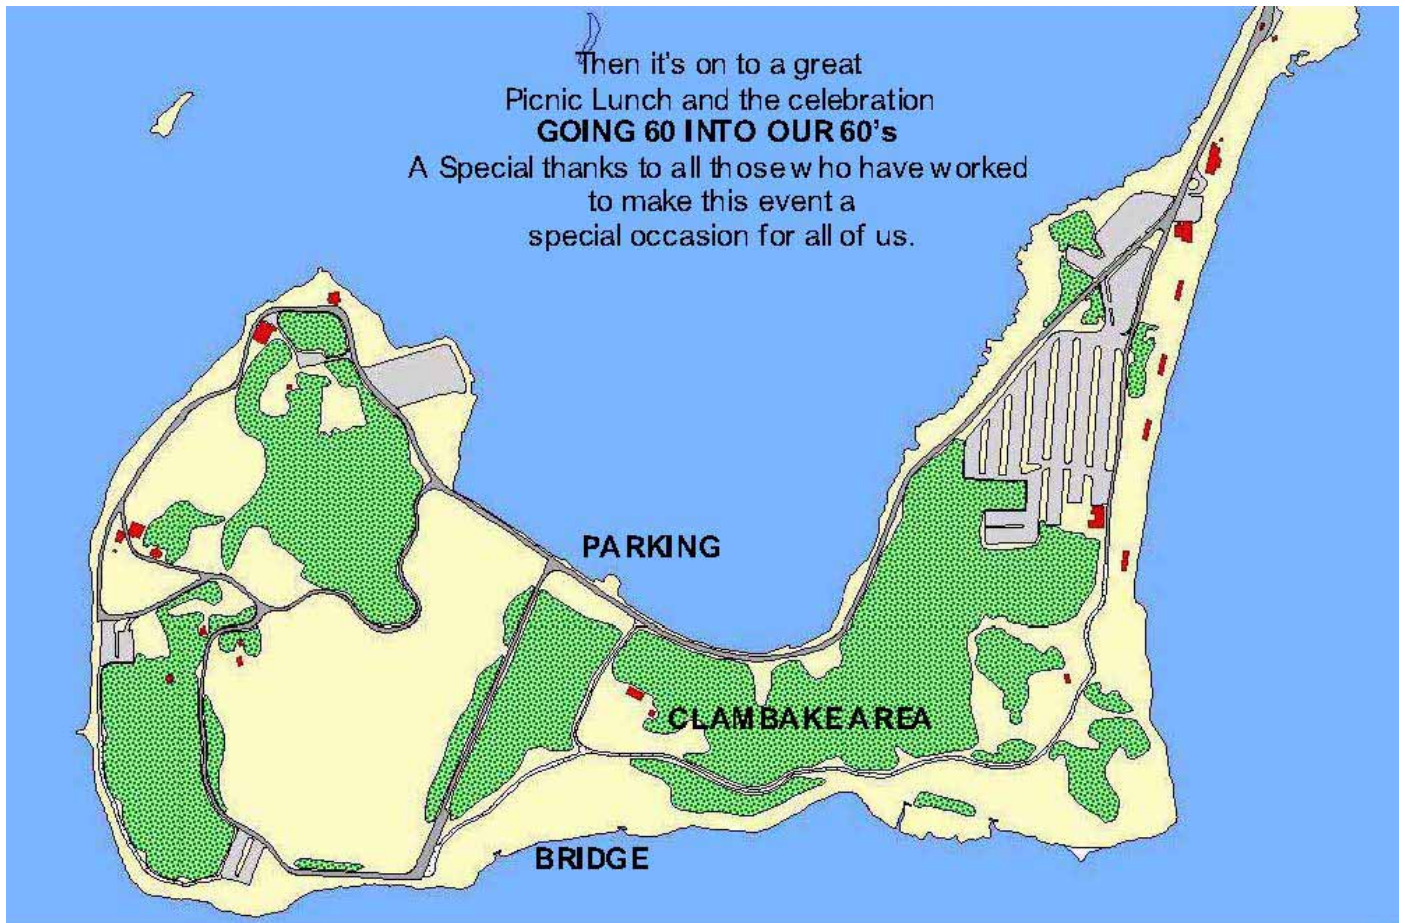 Then it's on to a great
Picnic Lunch and the celebration
GOING 60 INTO OUR 60's
A Special thanks to all those who have worked
to make this event a
special occasion for all of us.
PARKING
CLAMBAKE AREA
BRIDGE